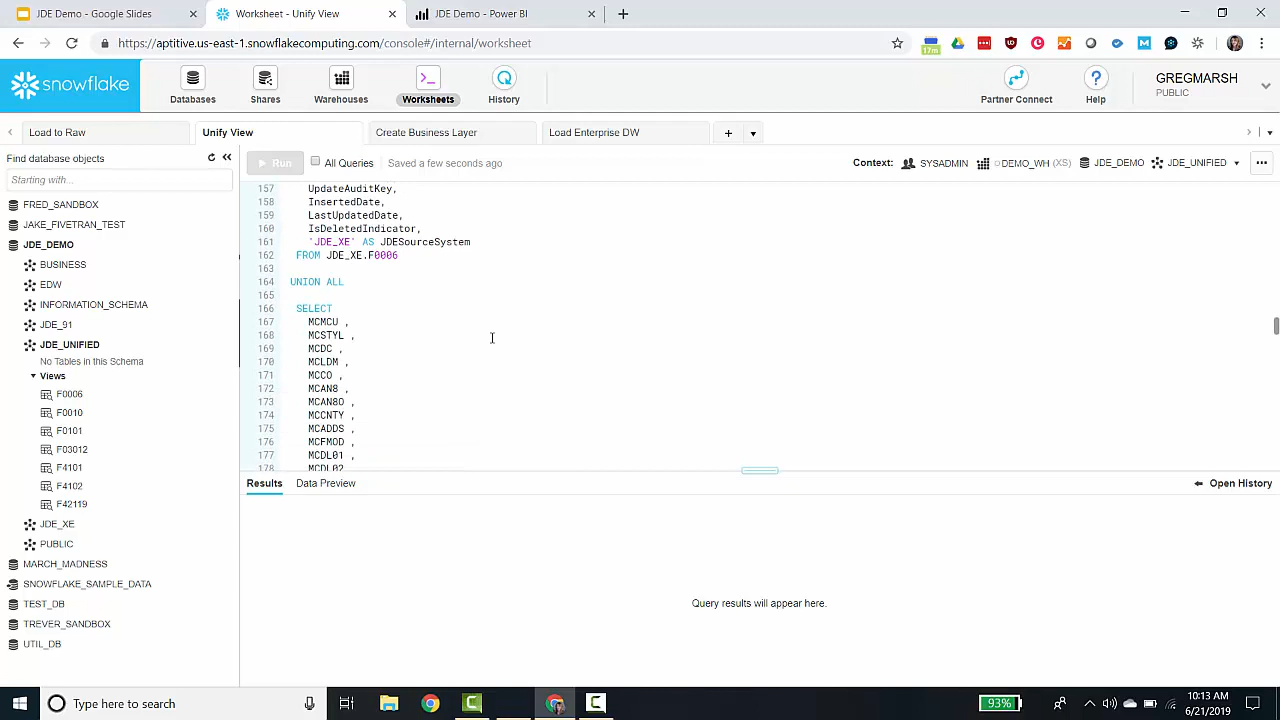 JDE Demo - Google Slides
Worksheet - Unify View
JDE Demo - Power BI
https://aptitive.us-east-1.snowflakecomputing.com/console#/internal/worksheet
17m
snowflake
Databases
Shares
Warehouses
Worksheets
History
Partner Connect
Help
GREGMARSH
PUBLIC
Load to Raw
Unify View
Create Business Layer
Load Enterprise DW
Find database objects
Starting with...
Run
All Queries
Saved a few seconds ago
Context:
SYSADMIN
DEMO_WH (XS)
JDE_DEMO
JDE_UNIFIED
FRED_SANDBOX
JAKE_FIVETRAN_TEST
JDE_DEMO
BUSINESS
EDW
INFORMATION_SCHEMA
JDE_91
JDE_UNIFIED
No Tables in this Schema
Views
F0006
F0010
F0101
F03012
F4101
F4102
F42119
JDE_XE
PUBLIC
MARCH_MADNESS
SNOWFLAKE_SAMPLE_DATA
TEST_DB
TREVER_SANDBOX
UTIL_DB
157 UpdateAuditKey,
158 InsertedDate,
159 LastUpdatedDate,
160 IsDeletedIndicator,
161 'JDE_XE' AS JDESourceSystem
162 FROM JDE_XE.F0006
163
164 UNION ALL
165
166 SELECT
167 MCMCU ,
168 MCSTYL ,
169 MCDC ,
170 MCLDM ,
171 MCCO ,
172 MCAN8 ,
173 MCAN8O ,
174 MCCNTY ,
175 MCADDS ,
176 MCFMOD ,
177 MCDL01 ,
178 MCDL02
Results
Data Preview
Open History
Query results will appear here.
Type here to search
93%
10:13 AM
6/21/2019